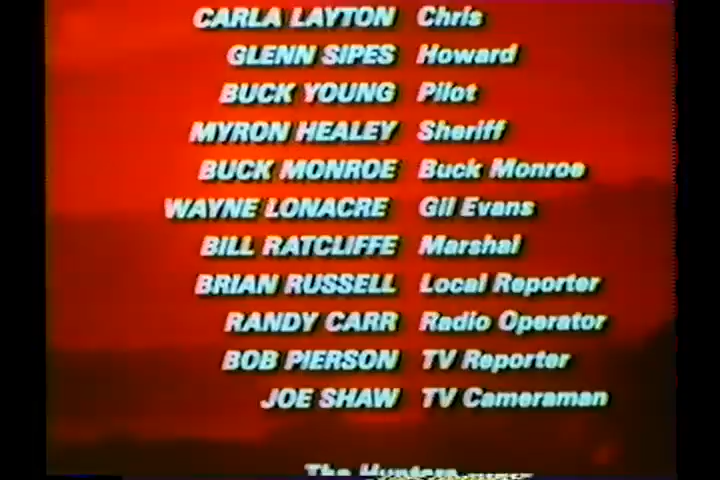 CARLA LAYTON Chris
GLENN SIPES Howard
BUCK YOUNG Pilot
MYRON HEALEY Sheriff
BUCK MONROE Buck Monroe
WAYNE LONACRE Gil Evans
BILL RATCLIFFE Marshal
BRIAN RUSSELL Local Reporter
RANDY CARR Radio Operator
BOB PIERSON TV Reporter
JOE SHAW TV Cameraman
The Hunters